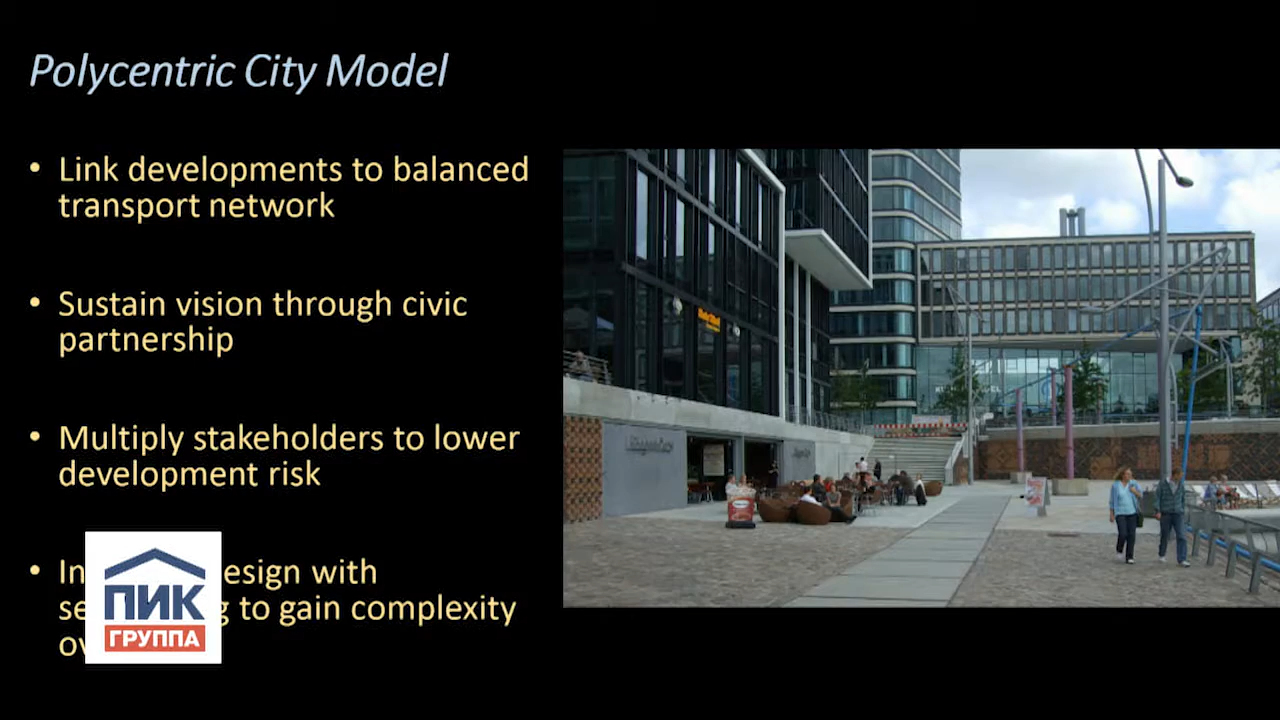 Polycentric City Model
• Link developments to balanced
transport network
• Sustain vision through civic
partnership
• Multiply stakeholders to lower
development risk
• In esign with
se g to gain complexity
ov
ПИК
ГРУППА